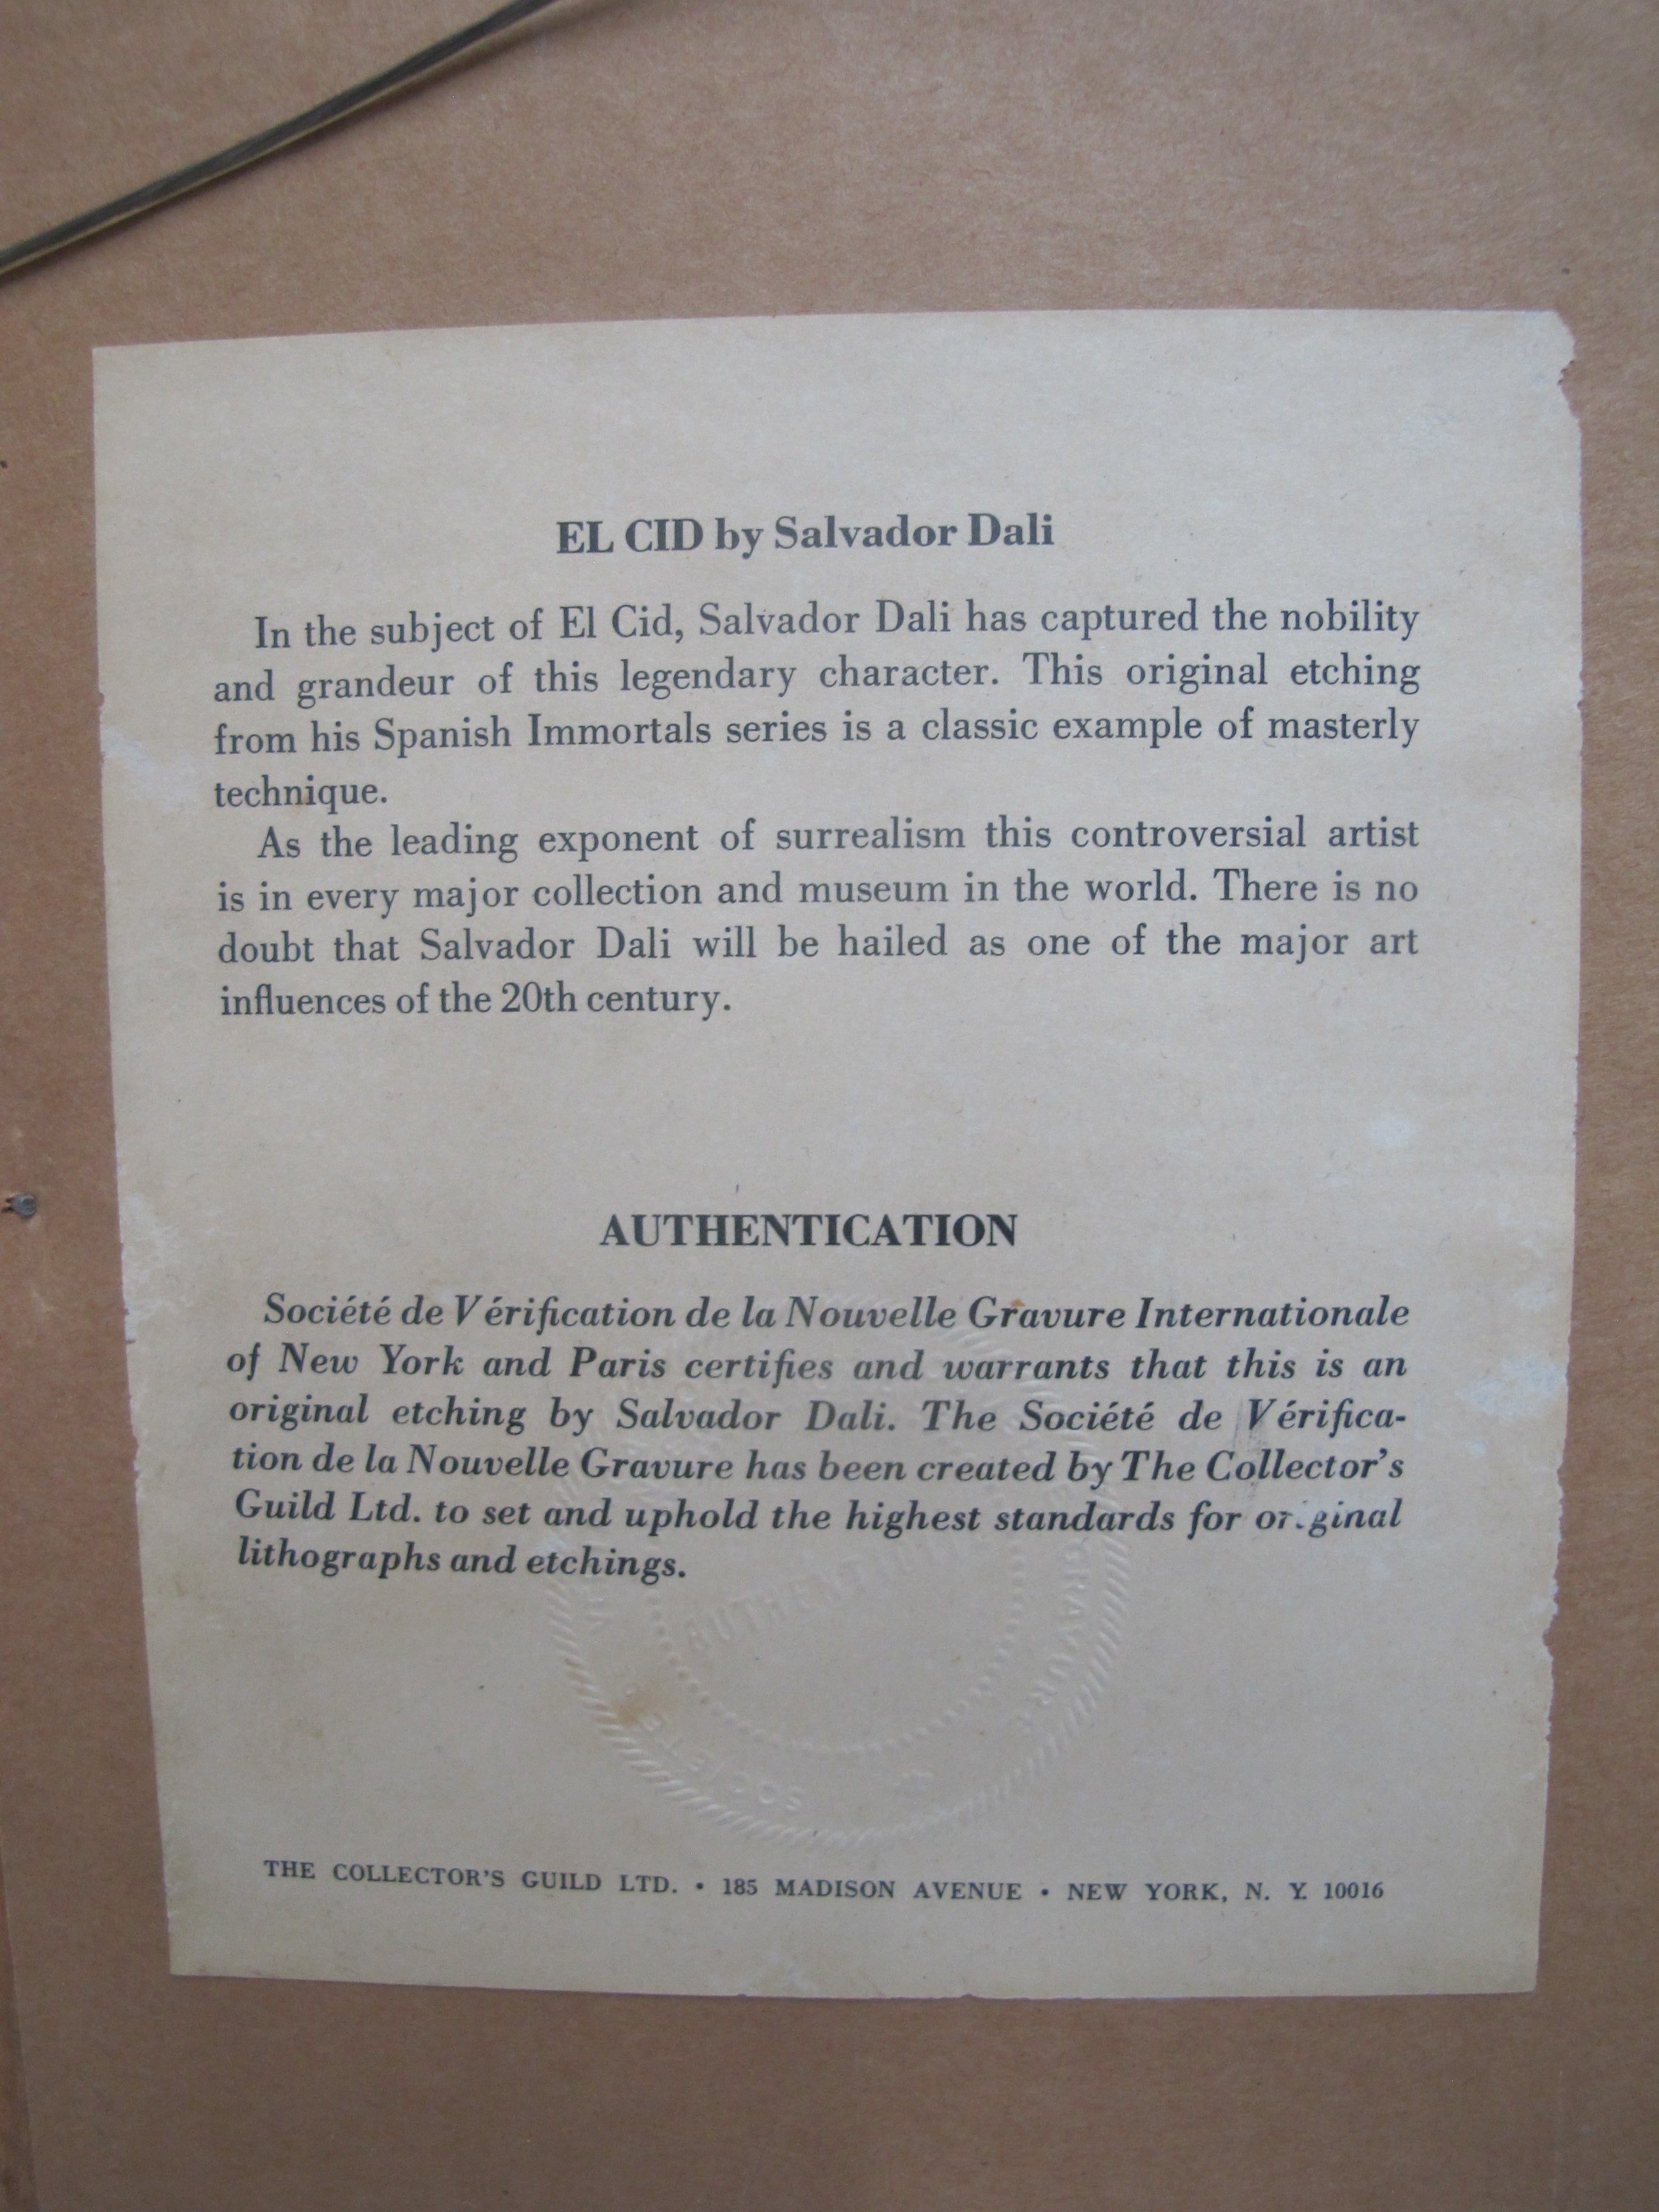 EL CID by Salvador Dali
In the subject of El Cid, Salvador Dali has captured the nobility
and grandeur of this legendary character. This original etching
from his Spanish Immortals series is a classic example of masterly
technique.
As the leading exponent of surrealism this controversial artist
is in every major collection and museum in the world. There is no
doubt that Salvador Dali will be hailed as one of the major art
influences of the 20th century.
AUTHENTICATION
Société de Vérification de la Nouvelle Gravure Internationale
of New York and Paris certifies and warrants that this is an
original etching by Salvador Dali. The Société de Vérifica-
tion de la Nouvelle Gravure has been created by The Collector's
Guild Ltd. to set and uphold the highest standards for original
lithographs and etchings.
THE COLLECTOR'S GUILD LTD. • 185 MADISON AVENUE • NEW YORK, N. Y. 10016